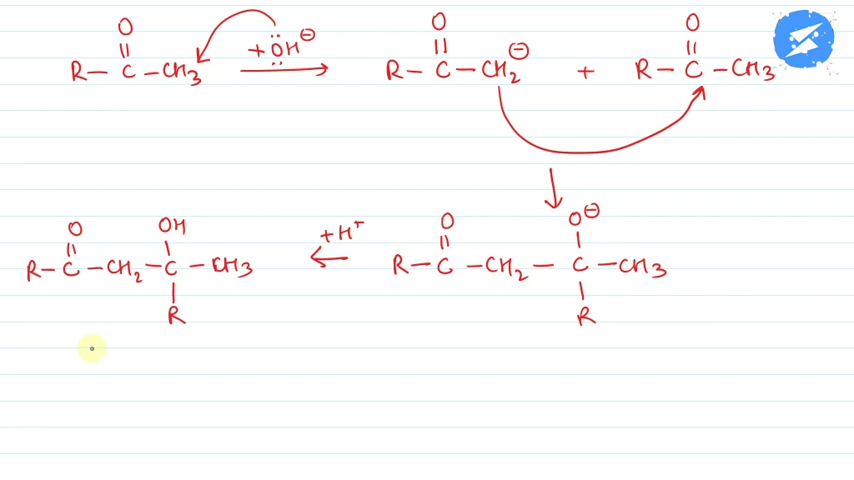 O +ÖH⊖ O O
||  ||  ||
R–C–CH₃ ⟶ R–C–CH₂⊖ + R–C–CH₃
O OH +H⁺ O O⊖
||  |  ||  |
R–C–CH₂–C–CH₃ ← R–C–CH₂–C–CH₃
|  |
R R